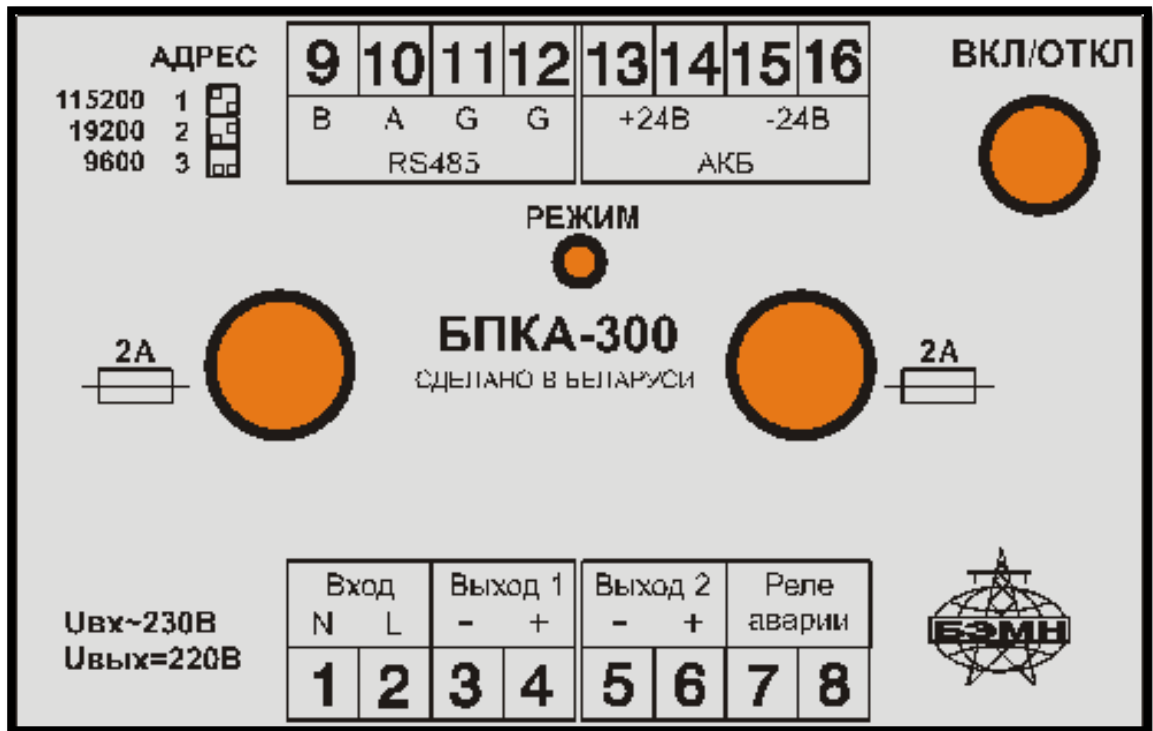 АДРЕС
115200 1
19200 2
9600 3
9 10 11 12 13 14 15 16
B A G G +24В -24В
RS485 АКБ
ВКЛ/ОТКЛ
РЕЖИМ
БПКА-300
СДЕЛАНО В БЕЛАРУСИ
2А
2А
Uвх~230В
Uвых=220В
Вход Выход 1 Выход 2 Реле
N L - + - + аварии
1 2 3 4 5 6 7 8
БЭМН